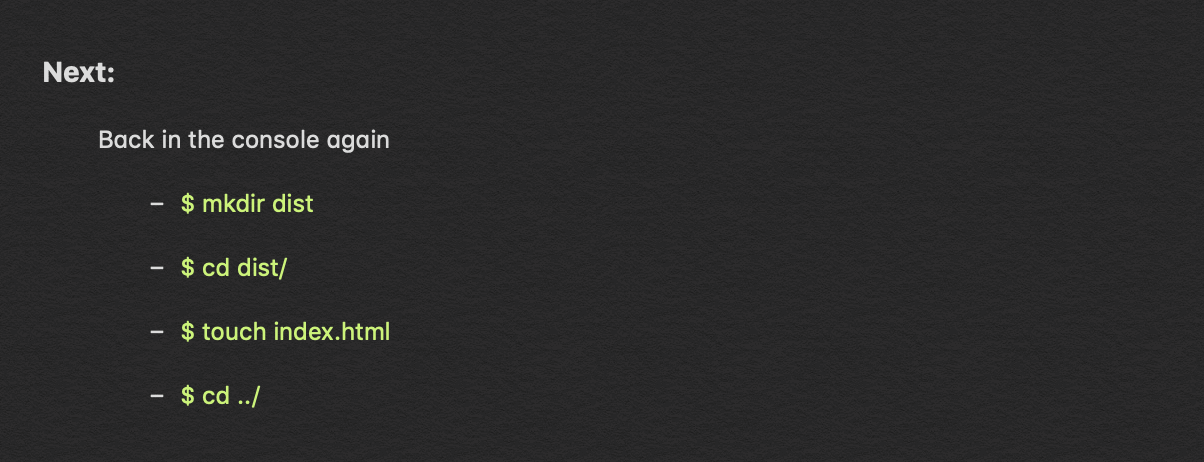 Next:
Back in the console again
– $ mkdir dist
– $ cd dist/
– $ touch index.html
– $ cd ../